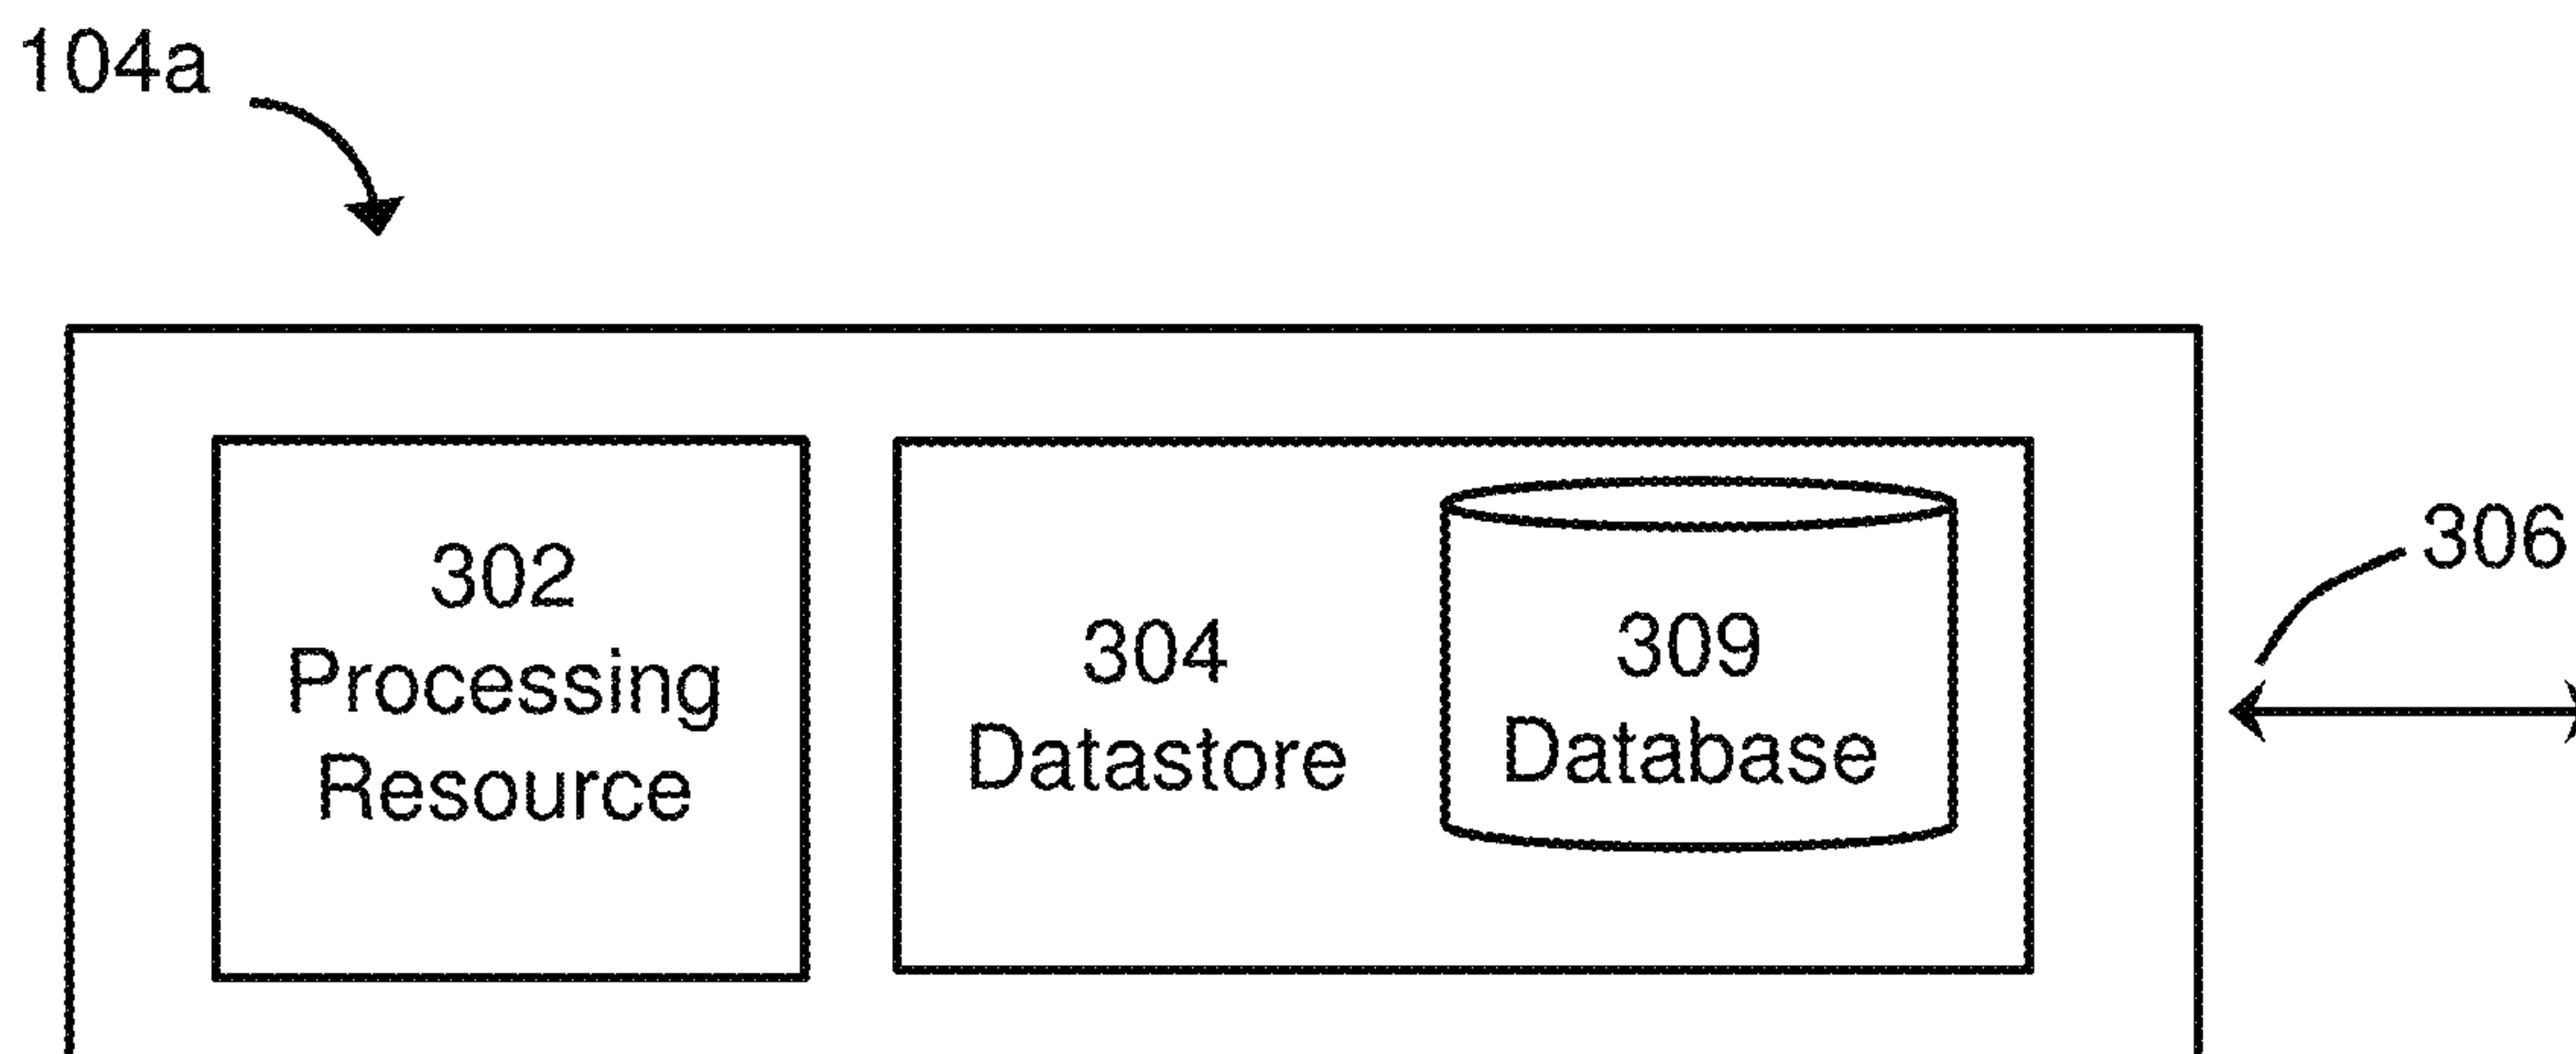 104a
302
Processing
Resource
304
Datastore
309
Database
306